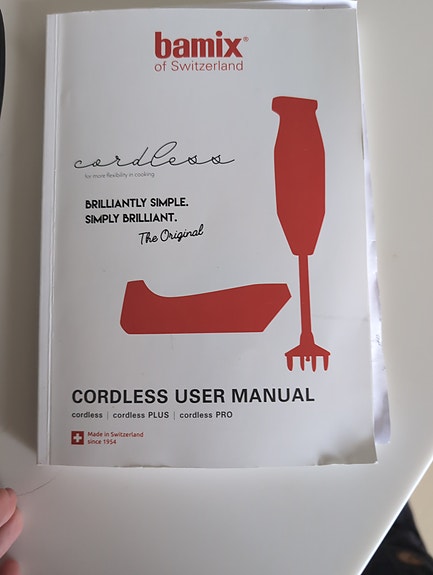 bamix®
of Switzerland
cordless
for more flexibility in cooking
BRILLIANTLY SIMPLE.
SIMPLY BRILLIANT.
The Original
CORDLESS USER MANUAL
cordless | cordless PLUS | cordless PRO
Made in Switzerland
since 1954